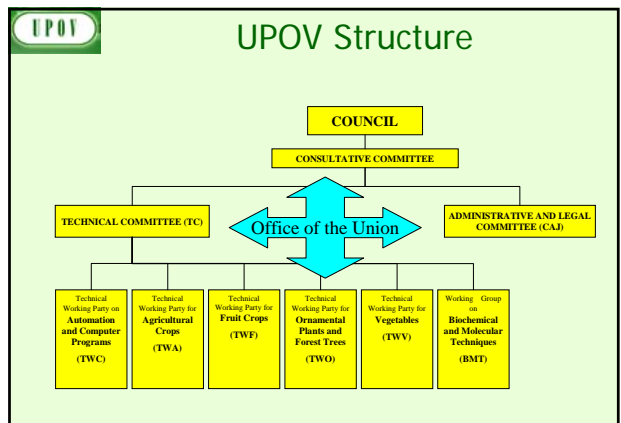 UPOV
UPOV Structure
COUNCIL
CONSULTATIVE COMMITTEE
TECHNICAL COMMITTEE (TC)
Office of the Union
ADMINISTRATIVE AND LEGAL
COMMITTEE (CAJ)
Technical
Working Party on
Automation
and Computer
Programs
(TWC)
Technical
Working Party for
Agricultural
Crops
(TWA)
Technical
Working Party for
Fruit Crops
(TWF)
Technical
Working Party for
Ornamental
Plants and
Forest Trees
(TWO)
Technical
Working Party for
Vegetables
(TWV)
Working Group
on
Biochemical
and Molecular
Techniques
(BMT)